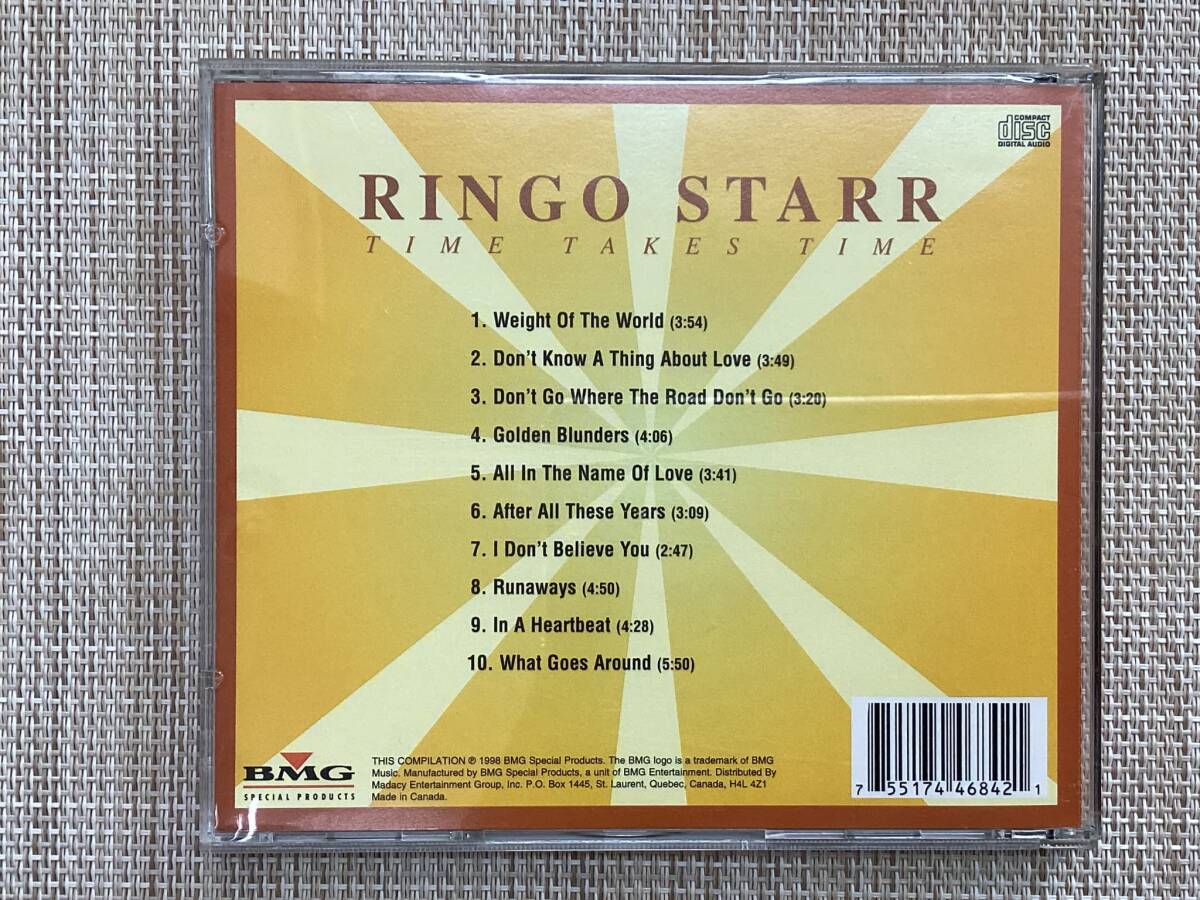 COMPACT
disc
DIGITAL AUDIO
RINGO STARR
TIME TAKES TIME
1. Weight Of The World (3:54)
2. Don't Know A Thing About Love (3:49)
3. Don't Go Where The Road Don't Go (3:20)
4. Golden Blunders (4:06)
5. All In The Name Of Love (3:41)
6. After All These Years (3:09)
7. I Don't Believe You (2:47)
8. Runaways (4:50)
9. In A Heartbeat (4:28)
10. What Goes Around (5:50)
BMG
SPECIAL PRODUCTS
THIS COMPILATION ℗ 1998 BMG Special Products. The BMG logo is a trademark of BMG
Music. Manufactured by BMG Special Products, a unit of BMG Entertainment. Distributed By
Madacy Entertainment Group, Inc. P.O. Box 1445, St. Laurent, Quebec, Canada, H4L 4Z1
Made in Canada.
7 55174 46842 1